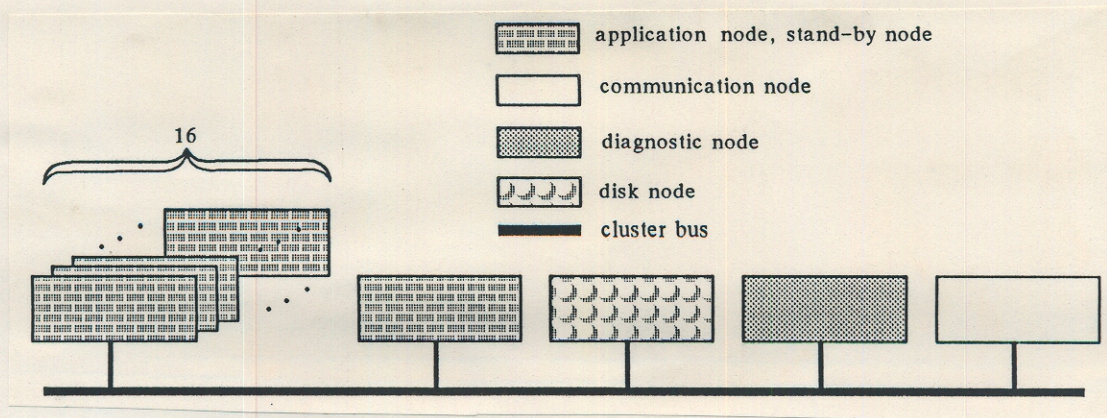 application node, stand-by node
communication node
diagnostic node
disk node
cluster bus
16